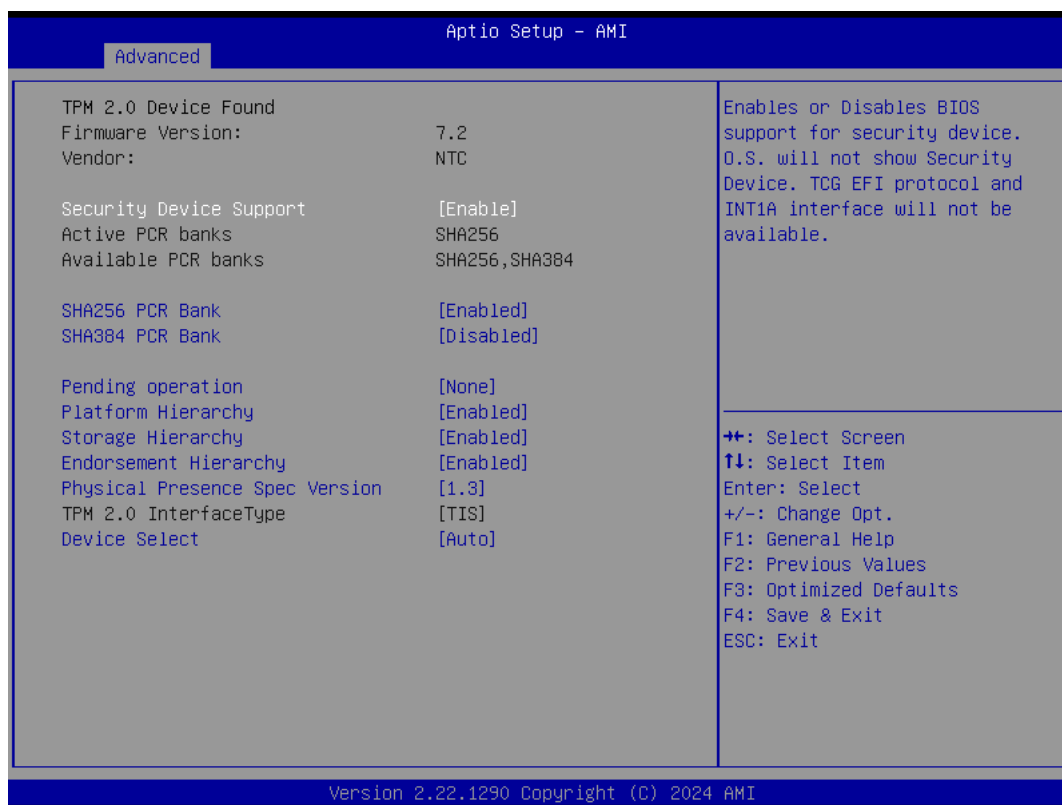 Aptio Setup – AMI
Advanced
TPM 2.0 Device Found
Firmware Version: 7.2
Vendor: NTC
Security Device Support [Enable]
Active PCR banks SHA256
Available PCR banks SHA256,SHA384
SHA256 PCR Bank [Enabled]
SHA384 PCR Bank [Disabled]
Pending operation [None]
Platform Hierarchy [Enabled]
Storage Hierarchy [Enabled]
Endorsement Hierarchy [Enabled]
Physical Presence Spec Version [1.3]
TPM 2.0 InterfaceType [TIS]
Device Select [Auto]
Enables or Disables BIOS
support for security device.
O.S. will not show Security
Device. TCG EFI protocol and
INT1A interface will not be
available.
→←: Select Screen
↑↓: Select Item
Enter: Select
+/-: Change Opt.
F1: General Help
F2: Previous Values
F3: Optimized Defaults
F4: Save & Exit
ESC: Exit
Version 2.22.1290 Copyright (C) 2024 AMI